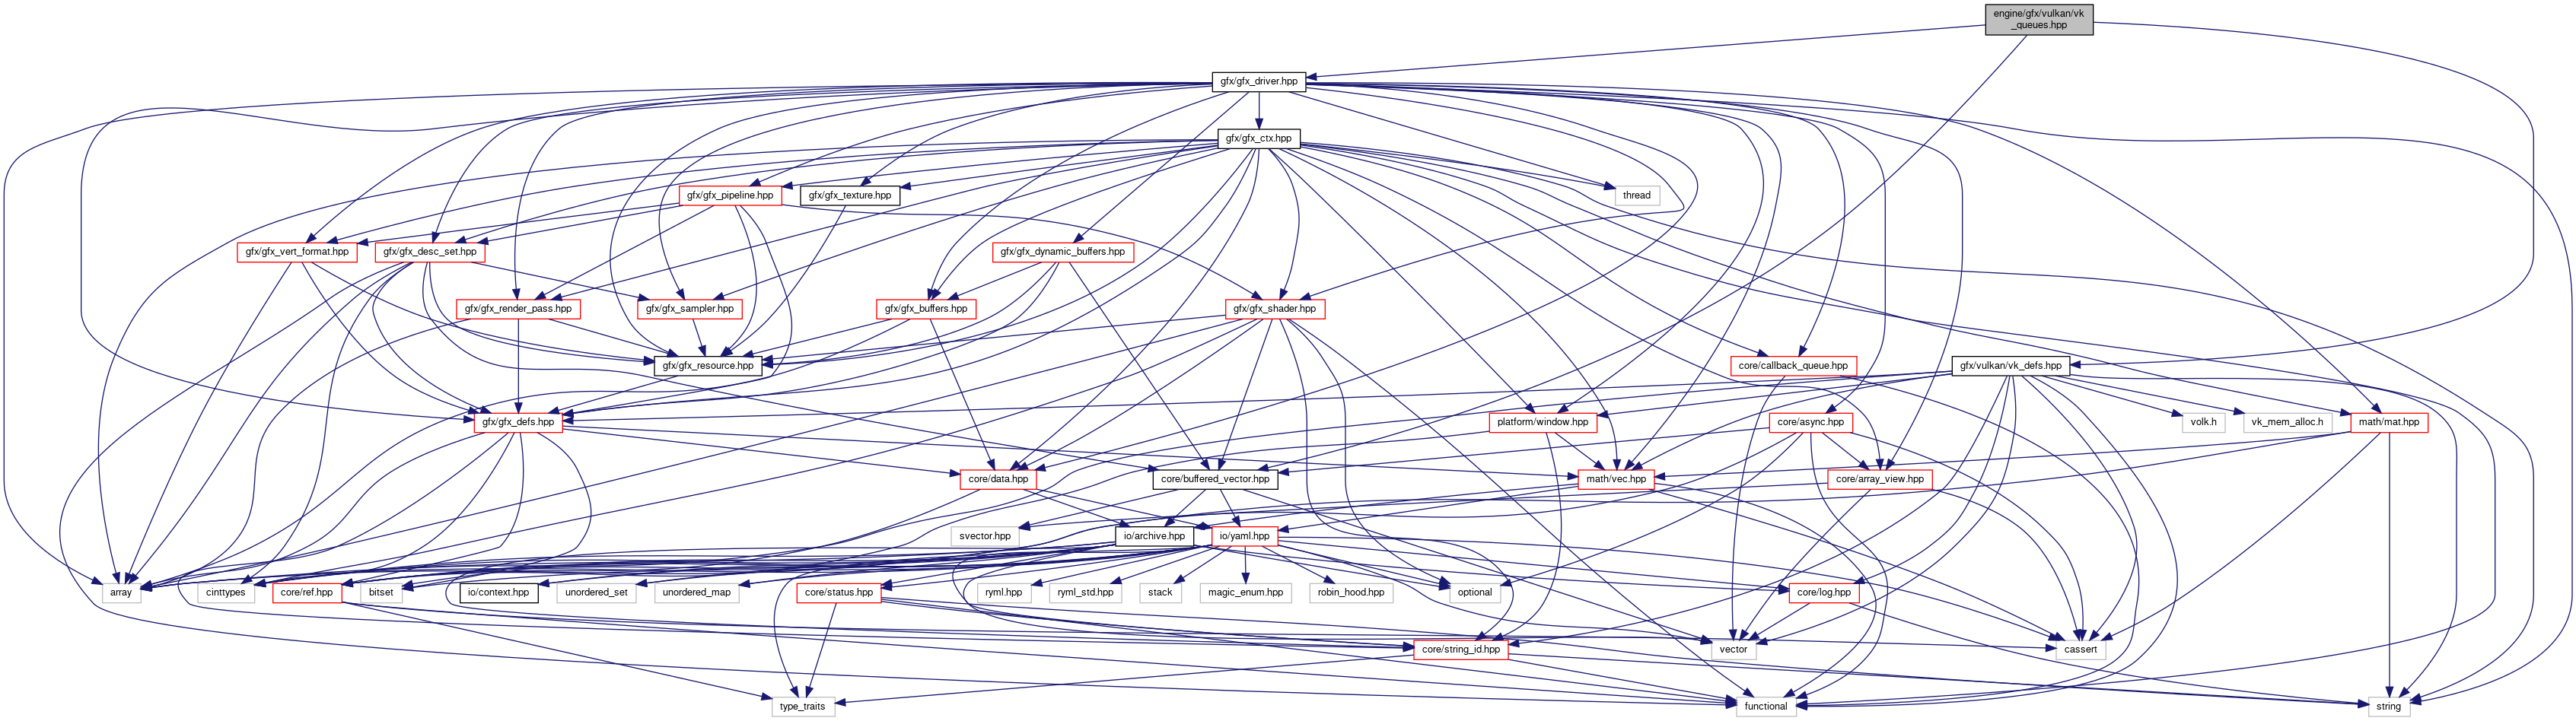 engine/gfx/vulkan/vk
_queues.hpp
gfx/gfx_driver.hpp
gfx/gfx_ctx.hpp
gfx/gfx_pipeline.hpp
gfx/gfx_texture.hpp
thread
gfx/gfx_vert_format.hpp
gfx/gfx_desc_set.hpp
gfx/gfx_dynamic_buffers.hpp
gfx/gfx_render_pass.hpp
gfx/gfx_sampler.hpp
gfx/gfx_buffers.hpp
gfx/gfx_shader.hpp
gfx/gfx_resource.hpp
core/callback_queue.hpp
gfx/vulkan/vk_defs.hpp
gfx/gfx_defs.hpp
platform/window.hpp
core/async.hpp
volk.h
vk_mem_alloc.h
math/mat.hpp
core/data.hpp
core/buffered_vector.hpp
math/vec.hpp
core/array_view.hpp
svector.hpp
io/archive.hpp
io/yaml.hpp
array
cinttypes
core/ref.hpp
bitset
io/context.hpp
unordered_set
unordered_map
core/status.hpp
ryml.hpp
ryml_std.hpp
stack
magic_enum.hpp
robin_hood.hpp
optional
core/log.hpp
core/string_id.hpp
vector
cassert
type_traits
functional
string